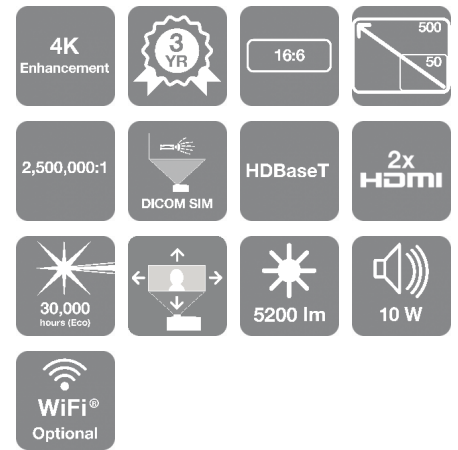 4K
Enhancement
3
YR
16:6
500
50
2,500,000:1
DICOM SIM
HDBaseT
2x
HDMI
30,000
hours (Eco)
5200 lm
10 W
WiFi®
Optional